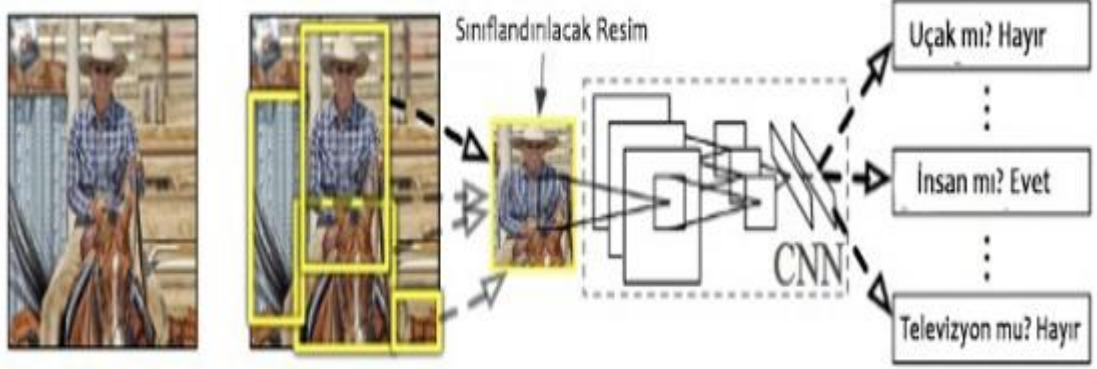 Sınıflandırılacak Resim
Uçak mı? Hayır
İnsan mı? Evet
CNN
Televizyon mu? Hayır